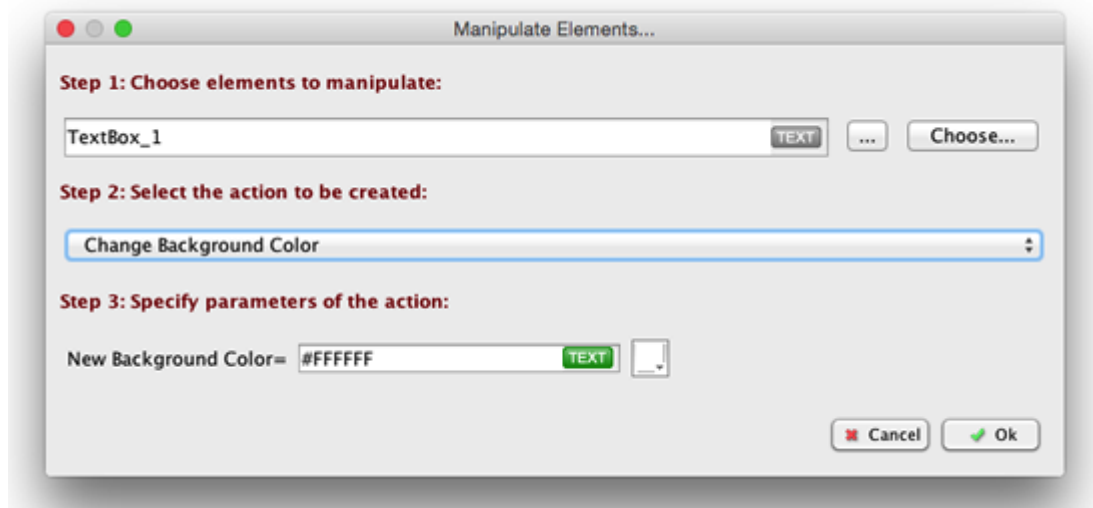 Manipulate Elements...
Step 1: Choose elements to manipulate:
TextBox_1 TEXT ... Choose...
Step 2: Select the action to be created:
Change Background Color
Step 3: Specify parameters of the action:
New Background Color= #FFFFFF TEXT
Cancel Ok